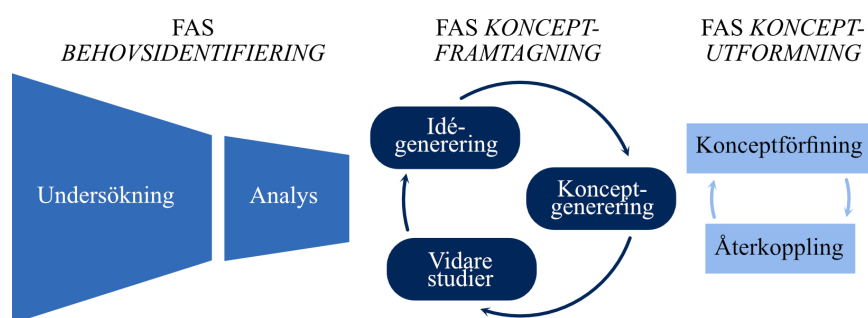 FAS
BEHOVSIDENTIFIERING
Undersökning
Analys
FAS KONCEPT-
FRAMTAGNING
Idé-
generering
Koncept-
generering
Vidare
studier
FAS KONCEPT-
UTFORMNING
Konceptförfining
Återkoppling